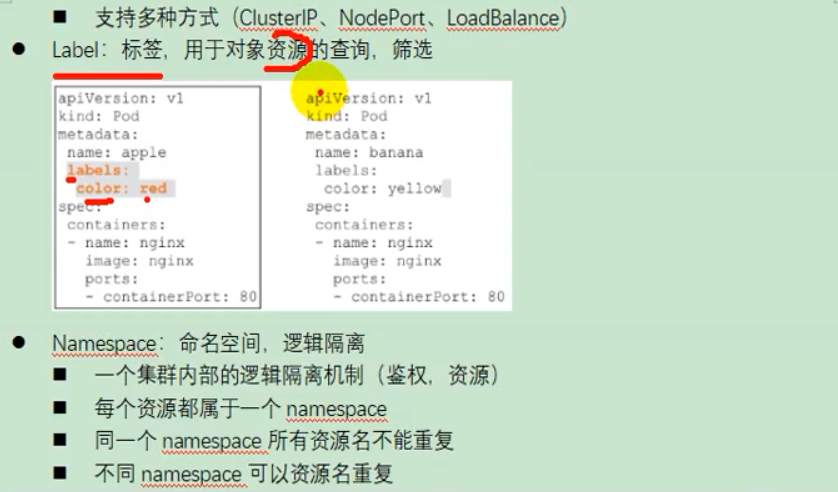 ■ 支持多种方式（ClusterIP、NodePort、LoadBalance）
● Label：标签，用于对象资源的查询，筛选
apiVersion: v1
kind: Pod
metadata:
name: apple
labels:
color: red
spec:
containers:
- name: nginx
image: nginx
ports:
- containerPort: 80
apiVersion: v1
kind: Pod
metadata:
name: banana
labels:
color: yellow
spec:
containers:
- name: nginx
image: nginx
ports:
- containerPort: 80
● Namespace：命名空间，逻辑隔离
■ 一个集群内部的逻辑隔离机制（鉴权，资源）
■ 每个资源都属于一个 namespace
■ 同一个 namespace 所有资源名不能重复
■ 不同 namespace 可以资源名重复